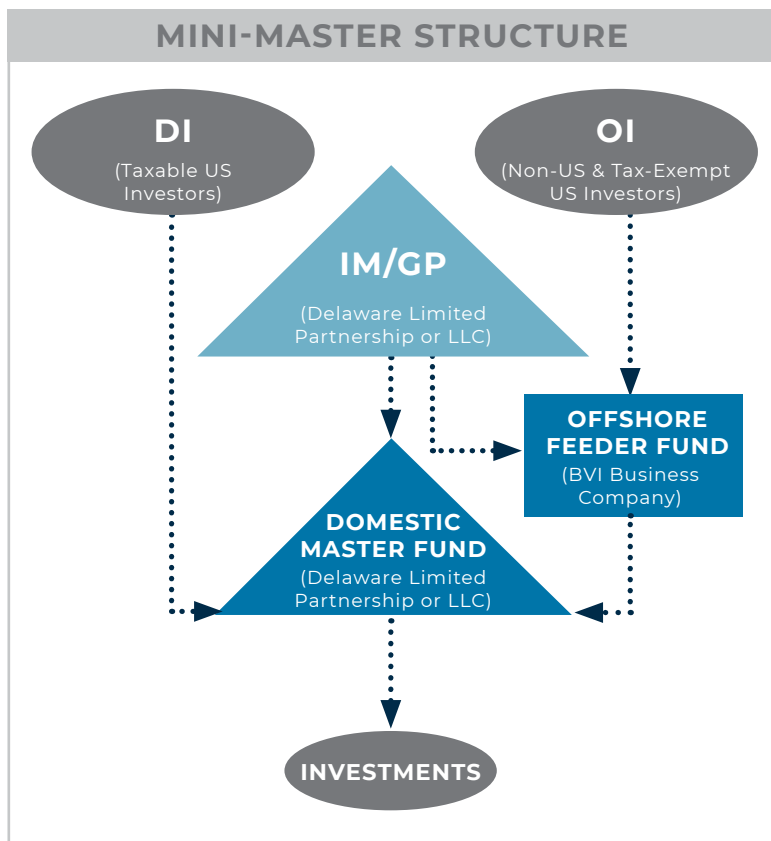 MINI-MASTER STRUCTURE
DI
(Taxable US
Investors)
OI
(Non-US & Tax-Exempt
US Investors)
IM/GP
(Delaware Limited
Partnership or LLC)
OFFSHORE
FEEDER FUND
(BVI Business
Company)
DOMESTIC
MASTER FUND
(Delaware Limited
Partnership or LLC)
INVESTMENTS